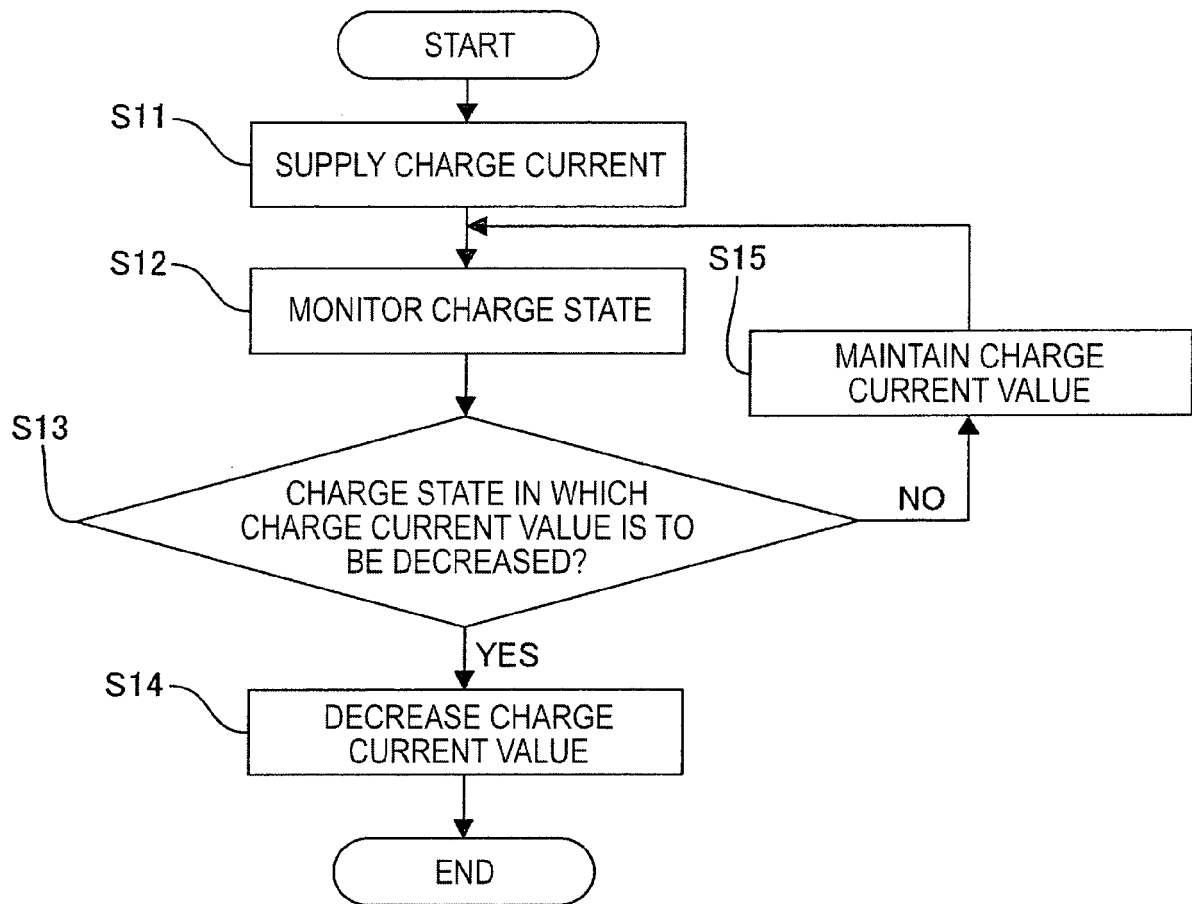 START
S11
SUPPLY CHARGE CURRENT
S12
MONITOR CHARGE STATE
S15
MAINTAIN CHARGE
CURRENT VALUE
S13
CHARGE STATE IN WHICH
CHARGE CURRENT VALUE IS TO
BE DECREASED?
NO
YES
S14
DECREASE CHARGE
CURRENT VALUE
END